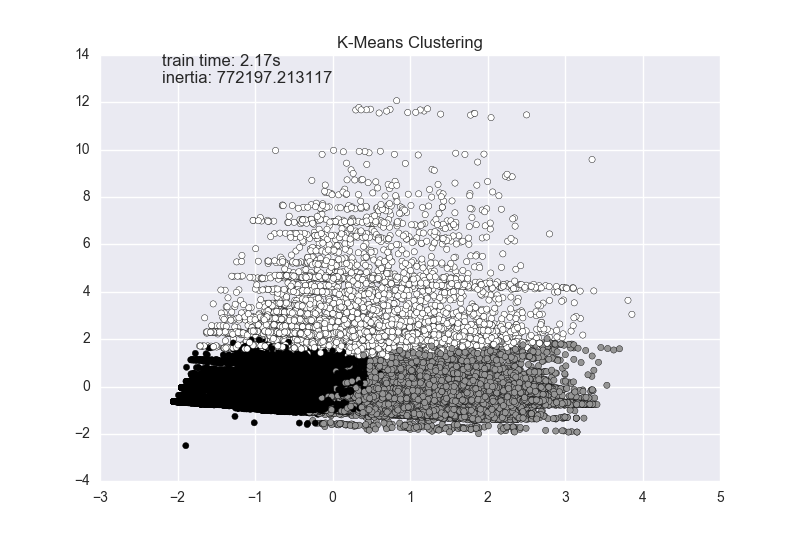 K-Means Clustering
train time: 2.17s
inertia: 772197.213117
14
12
10
8
6
4
2
0
−2
−4
−3 −2 −1 0 1 2 3 4 5